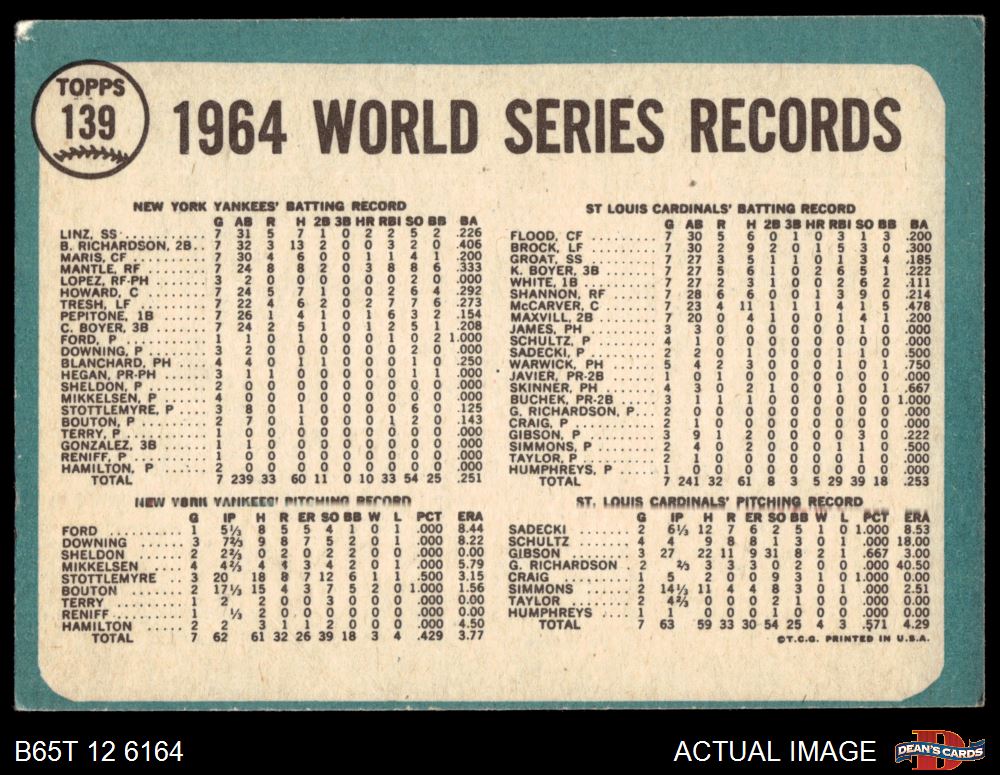 TOPPS
139
1964 WORLD SERIES RECORDS
NEW YORK YANKEES' BATTING RECORD
G AB R H 2B 3B HR RBI SO BB BA
LINZ, SS 7 31 5 7 1 0 2 2 5 2 .226
B. RICHARDSON, 2B.. 7 32 3 13 2 0 0 3 2 0 .406
MARIS, CF ...... 7 30 4 6 0 0 1 1 4 1 .200
MANTLE, RF ..... 7 24 8 8 2 0 3 8 8 6 .333
LOPEZ, RF-PH ... 3 2 0 0 0 0 0 0 2 0 .000
HOWARD, C ...... 7 24 5 7 1 0 0 2 6 4 .292
TRESH, LF ...... 7 22 4 6 2 0 2 7 7 6 .273
PEPITONE, 1B ... 7 26 1 4 1 0 1 6 3 2 .154
C. BOYER, 3B ... 7 24 2 5 1 0 1 2 5 1 .208
FORD, P ........ 1 1 0 1 0 0 0 1 0 2 1.000
DOWNING, P ..... 3 2 0 0 0 0 0 0 2 0 .000
BLANCHARD, PH .. 4 4 0 1 1 0 0 0 1 0 .250
HEGAN, PR-PH ... 3 1 1 0 0 0 0 0 1 1 .000
SHELDON, P ..... 2 0 0 0 0 0 0 0 0 0 .000
MIKKELSEN, P ... 4 0 0 0 0 0 0 0 0 0 .000
STOTTLEMYRE, P . 3 8 0 1 0 0 0 0 6 0 .125
BOUTON, P ...... 2 7 0 1 0 0 0 1 2 0 .143
TERRY, P ....... 1 0 0 0 0 0 0 0 0 0 .000
GONZALEZ, 3B ... 1 1 0 0 0 0 0 0 0 0 .000
RENIFF, P ...... 1 0 0 0 0 0 0 0 0 0 .000
HAMILTON, P .... 2 0 0 0 0 0 0 0 0 0 .000
TOTAL 7 239 33 60 11 0 10 33 54 25 .251
NEW YORK YANKEES' PITCHING RECORD
G IP H R ER SO BB W L PCT ERA
FORD ........... 1 5⅓ 8 5 5 4 1 0 1 .000 8.44
DOWNING ........ 3 7⅔ 9 8 7 5 2 0 1 .000 8.22
SHELDON ........ 2 2⅔ 0 2 0 2 2 0 0 .000 0.00
MIKKELSEN ...... 4 4⅔ 4 4 3 4 2 0 1 .000 5.79
STOTTLEMYRE .. 3 20 18 8 7 12 6 1 1 .500 3.15
BOUTON ......... 2 17⅓ 15 4 3 7 5 2 0 1.000 1.56
TERRY .......... 1 2 2 0 0 3 0 0 0 .000 0.00
RENIFF ......... 1 ⅓ 2 0 0 0 0 0 0 .000 0.00
HAMILTON ..... 2 2 3 1 1 2 0 0 0 .000 4.50
TOTAL 7 62 61 32 26 39 18 3 4 .429 3.77
ST LOUIS CARDINALS' BATTING RECORD
G AB R H 2B 3B HR RBI SO BB BA
FLOOD, CF ...... 7 30 5 6 0 1 0 3 1 3 .200
BROCK, LF ...... 7 30 2 9 2 0 1 5 3 0 .300
GROAT, SS ...... 7 27 3 5 1 1 0 1 3 4 .185
K. BOYER, 3B ... 7 27 5 6 1 0 2 6 5 1 .222
WHITE, 1B ...... 7 27 2 3 1 0 0 2 6 2 .111
SHANNON, RF .... 7 28 6 6 0 0 1 3 9 0 .214
McCARVER, C .... 7 23 4 11 1 1 1 4 1 5 .478
MAXVILL, 2B .... 7 20 0 4 1 0 0 1 4 1 .200
JAMES, PH ...... 3 3 0 0 0 0 0 0 1 0 .000
SCHULTZ, P ..... 4 1 0 0 0 0 0 0 0 0 .000
SADECKI, P ..... 2 2 0 1 0 0 0 1 1 0 .500
WARWICK, PH .... 5 4 2 3 0 0 0 1 0 1 .750
JAVIER, PR-2B .. 1 0 1 0 0 0 0 0 0 0 .000
SKINNER, PH .... 4 3 0 2 1 0 0 1 0 1 .667
BUCHEK, PR-2B .. 3 1 1 1 0 0 0 0 0 0 1.000
G. RICHARDSON, P... 2 0 0 0 0 0 0 0 0 0 .000
CRAIG, P ....... 2 1 0 0 0 0 0 0 1 0 .000
GIBSON, P ...... 3 9 1 2 0 0 0 0 3 0 .222
SIMMONS, P ..... 2 4 0 2 0 0 0 1 1 0 .500
TAYLOR, P ...... 2 1 0 0 0 0 0 0 0 0 .000
HUMPHREYS, P ... 1 0 0 0 0 0 0 0 0 0 .000
TOTAL 7 241 32 61 8 3 5 29 39 18 .253
ST. LOUIS CARDINALS' PITCHING RECORD
G IP H R ER SO BB W L PCT ERA
SADECKI ........ 2 6⅓ 12 7 6 2 5 1 0 1.000 8.53
SCHULTZ ........ 4 4 9 8 8 1 3 0 1 .000 18.00
GIBSON ......... 3 27 22 11 9 31 8 2 1 .667 3.00
G. RICHARDSON .. 2 ⅔ 3 3 3 0 2 0 0 .000 40.50
CRAIG .......... 1 5 2 0 0 9 3 1 0 1.000 0.00
SIMMONS ........ 2 14⅓ 11 4 4 8 3 0 1 .000 2.51
TAYLOR ......... 2 4⅔ 0 0 0 2 1 0 0 .000 0.00
HUMPHREYS ...... 1 1 0 0 0 1 0 0 0 .000 0.00
TOTAL 7 63 59 33 30 54 25 4 3 .571 4.29
©T.C.G. PRINTED IN U.S.A.
B65T 12 6164
ACTUAL IMAGE
DEAN'S CARDS